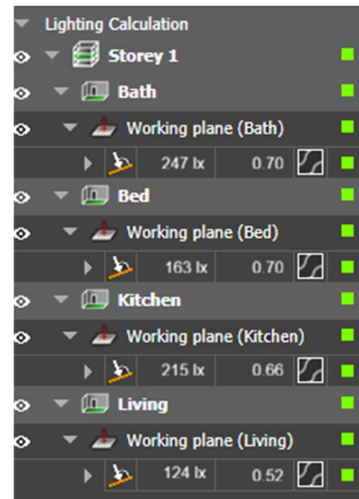 Lighting Calculation
Storey 1
Bath
Working plane (Bath)
247 lx 0.70
Bed
Working plane (Bed)
163 lx 0.70
Kitchen
Working plane (Kitchen)
215 lx 0.66
Living
Working plane (Living)
124 lx 0.52